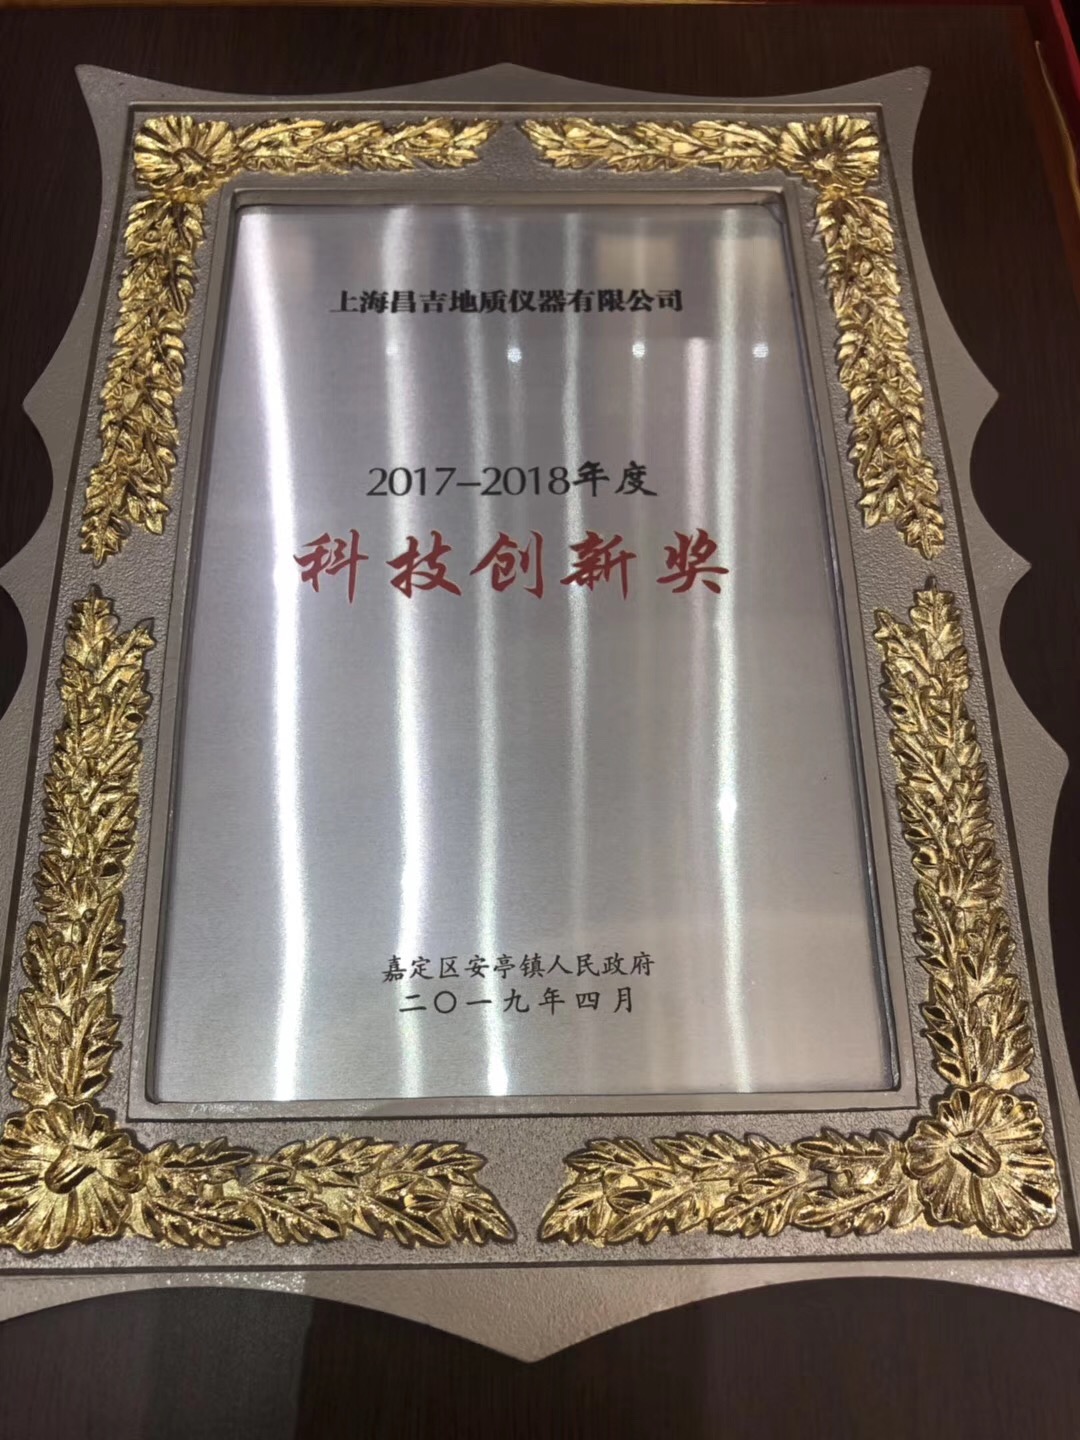 上海昌吉地质仪器有限公司
2017-2018年度
科技创新奖
嘉定区安亭镇人民政府
二〇一九年四月